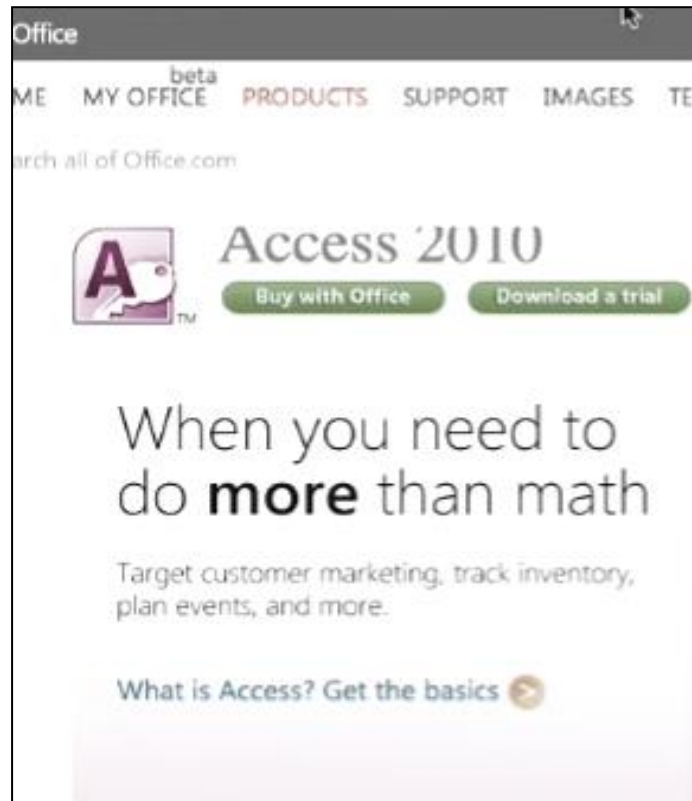 Office
beta
ME MY OFFICE PRODUCTS SUPPORT IMAGES TE
arch all of Office.com
A
TM
Access 2010
Buy with Office Download a trial
When you need to
do more than math
Target customer marketing, track inventory,
plan events, and more.
What is Access? Get the basics >